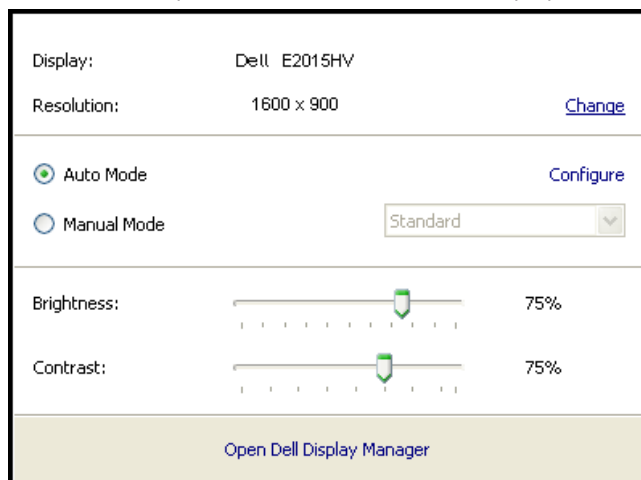 Display: Dell E2015HV
Resolution: 1600 x 900 Change
Auto Mode Configure
Manual Mode Standard
Brightness: 75%
Contrast: 75%
Open Dell Display Manager